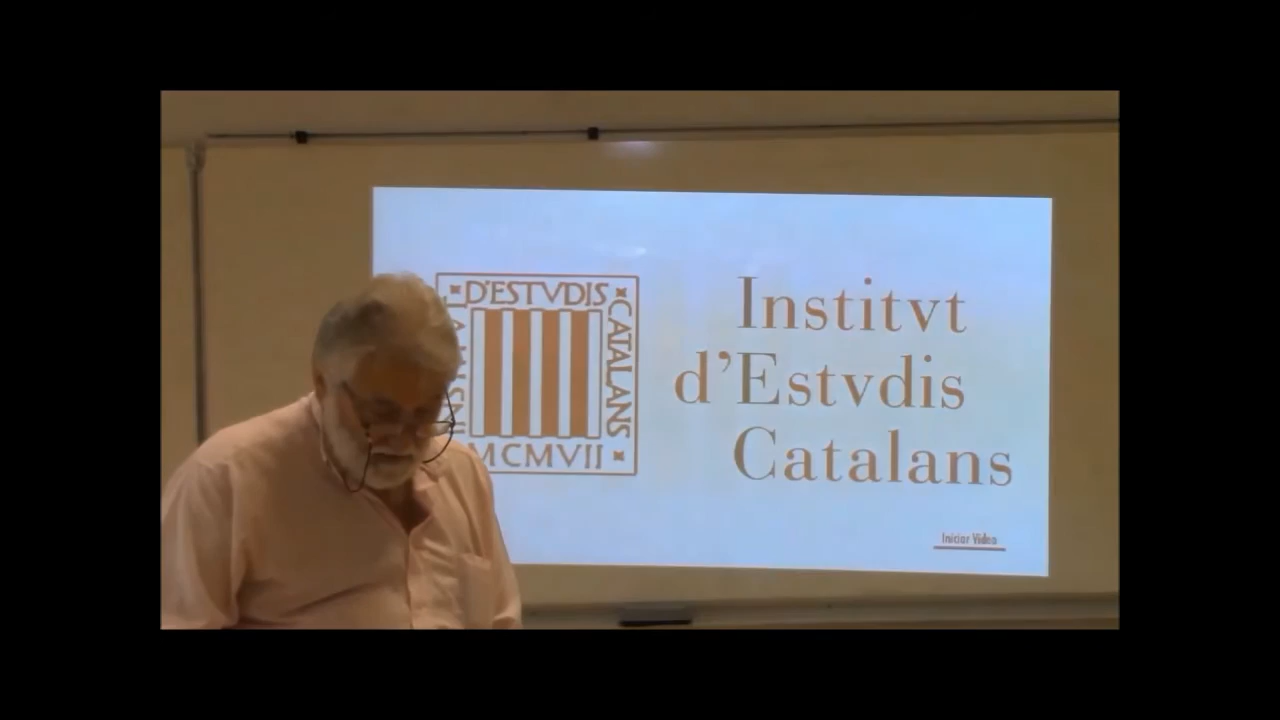 D'ESTVDIS
CATALANS
MCMVII
Institvt
d'Estvdis
Catalans
Iniciar Video